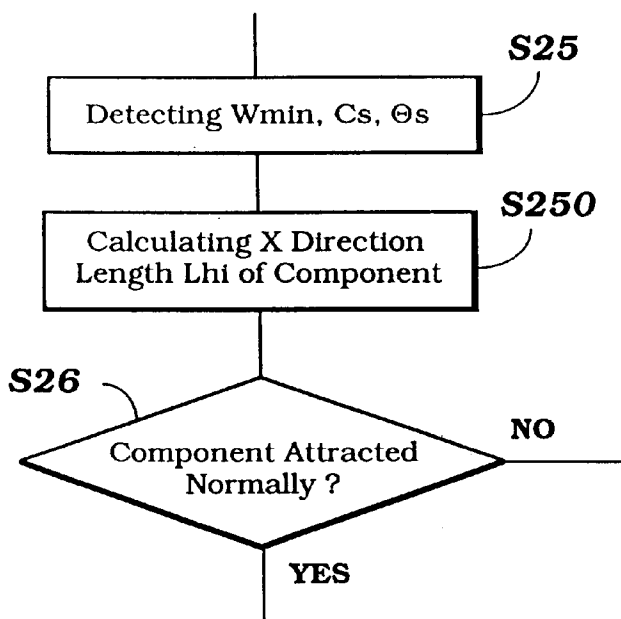 S25
Detecting Wmin, Cs, Θs
S250
Calculating X Direction
Length Lhi of Component
S26
Component Attracted
Normally ?
NO
YES